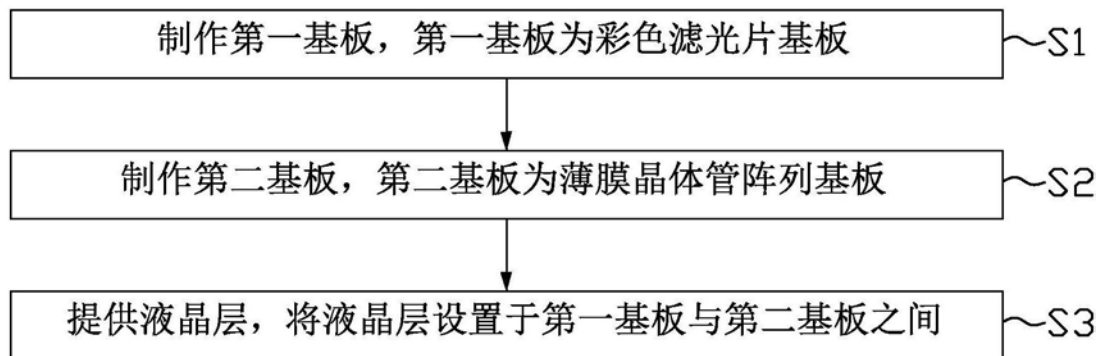 制作第一基板，第一基板为彩色滤光片基板 S1
制作第二基板，第二基板为薄膜晶体管阵列基板 S2
提供液晶层，将液晶层设置于第一基板与第二基板之间 S3